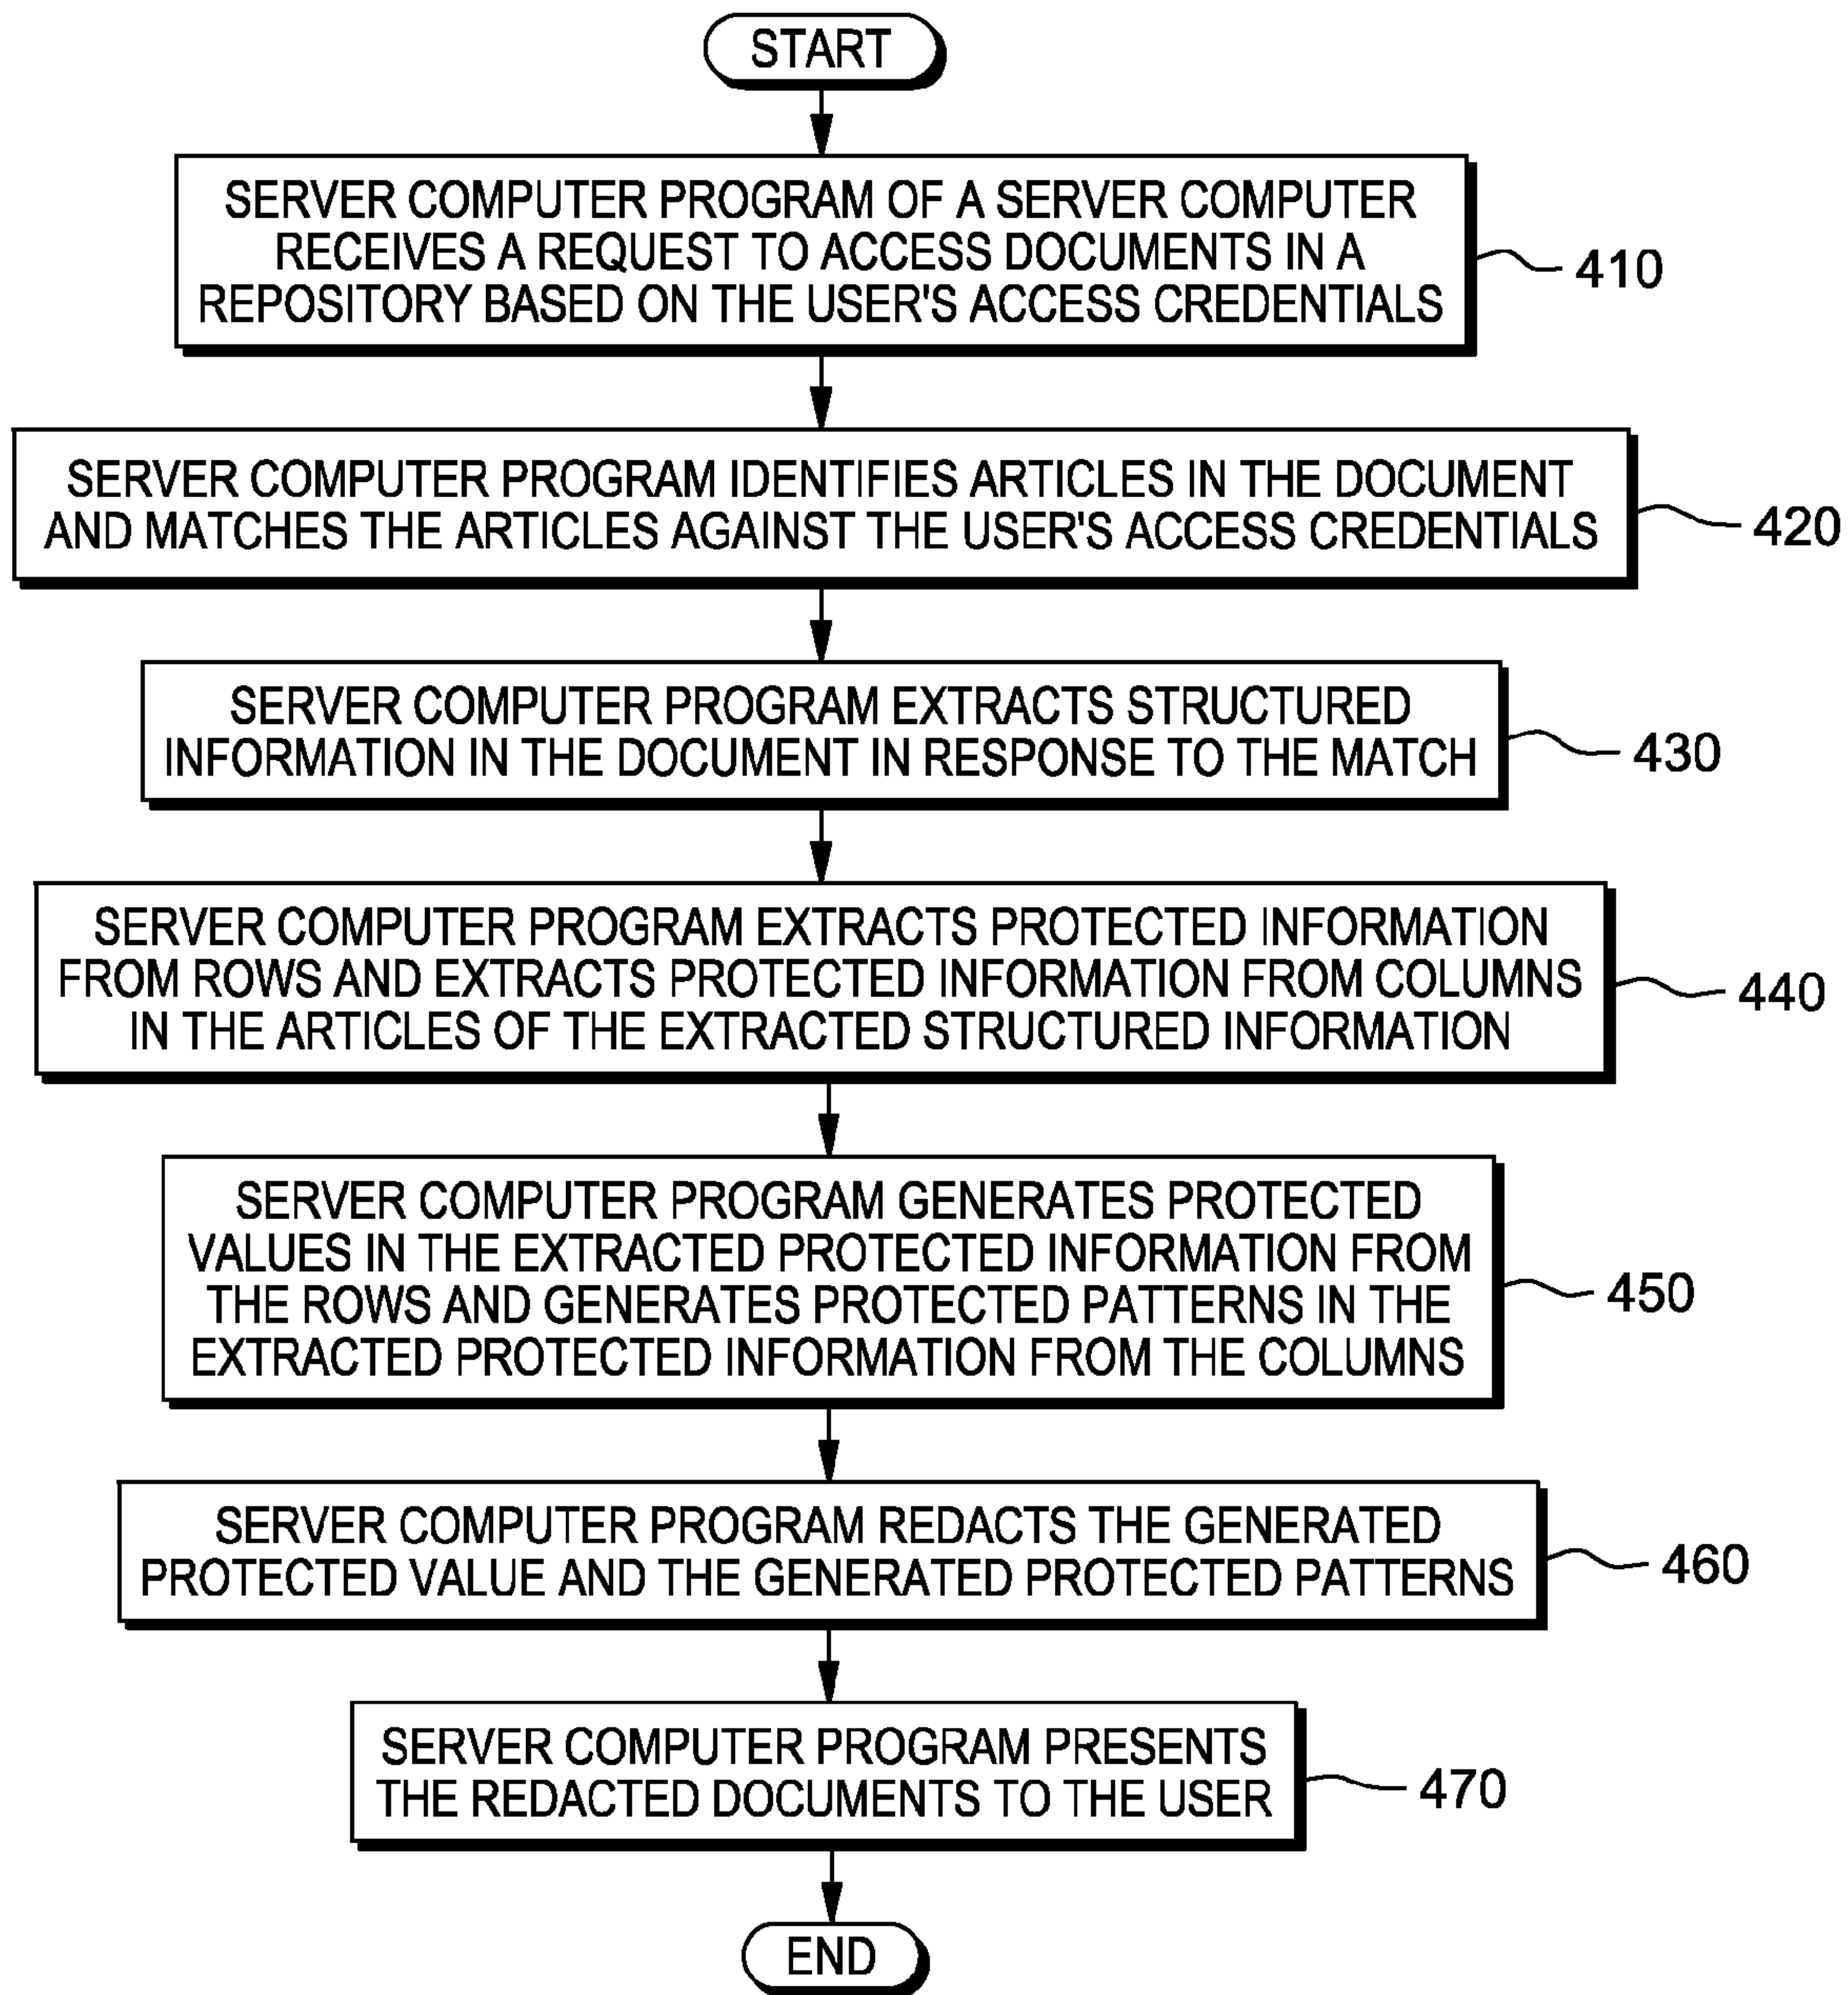 START
SERVER COMPUTER PROGRAM OF A SERVER COMPUTER
RECEIVES A REQUEST TO ACCESS DOCUMENTS IN A
REPOSITORY BASED ON THE USER'S ACCESS CREDENTIALS
410
SERVER COMPUTER PROGRAM IDENTIFIES ARTICLES IN THE DOCUMENT
AND MATCHES THE ARTICLES AGAINST THE USER'S ACCESS CREDENTIALS
420
SERVER COMPUTER PROGRAM EXTRACTS STRUCTURED
INFORMATION IN THE DOCUMENT IN RESPONSE TO THE MATCH
430
SERVER COMPUTER PROGRAM EXTRACTS PROTECTED INFORMATION
FROM ROWS AND EXTRACTS PROTECTED INFORMATION FROM COLUMNS
IN THE ARTICLES OF THE EXTRACTED STRUCTURED INFORMATION
440
SERVER COMPUTER PROGRAM GENERATES PROTECTED
VALUES IN THE EXTRACTED PROTECTED INFORMATION FROM
THE ROWS AND GENERATES PROTECTED PATTERNS IN THE
EXTRACTED PROTECTED INFORMATION FROM THE COLUMNS
450
SERVER COMPUTER PROGRAM REDACTS THE GENERATED
PROTECTED VALUE AND THE GENERATED PROTECTED PATTERNS
460
SERVER COMPUTER PROGRAM PRESENTS
THE REDACTED DOCUMENTS TO THE USER
470
END